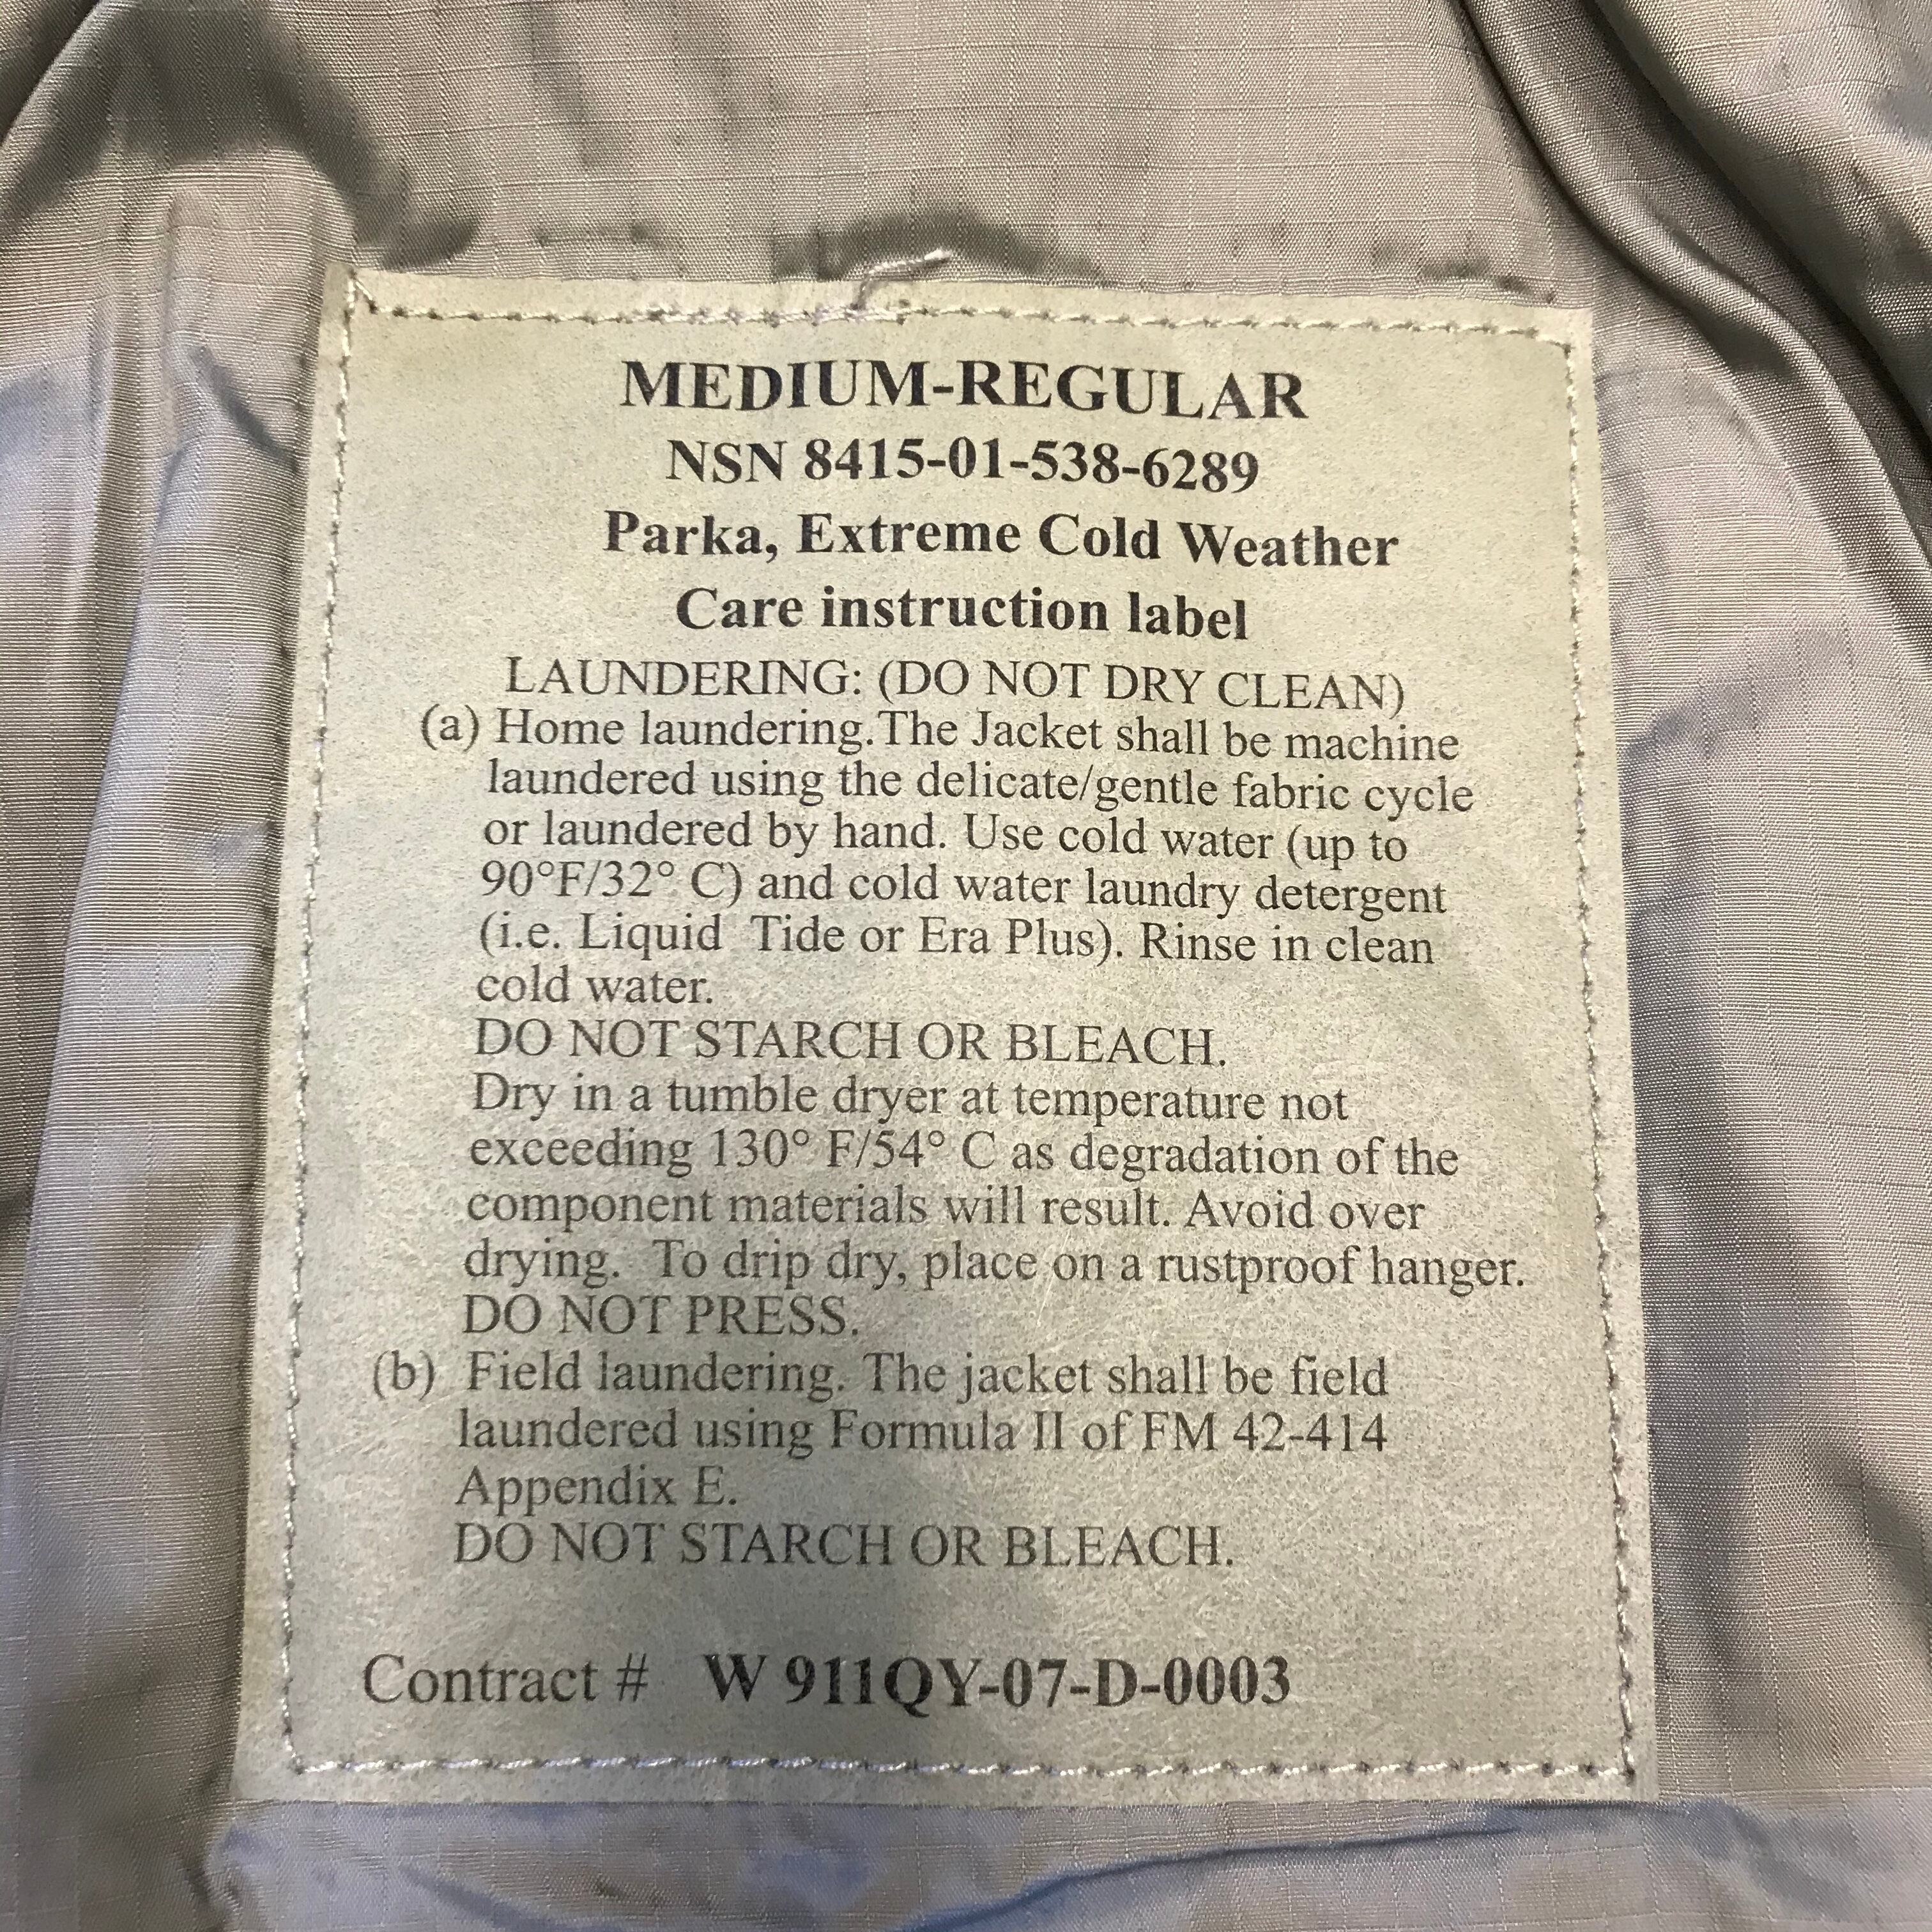 MEDIUM-REGULAR
NSN 8415-01-538-6289
Parka, Extreme Cold Weather
Care instruction label
LAUNDERING: (DO NOT DRY CLEAN)
(a) Home laundering.The Jacket shall be machine
laundered using the delicate/gentle fabric cycle
or laundered by hand. Use cold water (up to
90°F/32° C) and cold water laundry detergent
(i.e. Liquid  Tide or Era Plus). Rinse in clean
cold water.
DO NOT STARCH OR BLEACH.
Dry in a tumble dryer at temperature not
exceeding 130° F/54° C as degradation of the
component materials will result. Avoid over
drying.  To drip dry, place on a rustproof hanger.
DO NOT PRESS.
(b)  Field laundering. The jacket shall be field
laundered using Formula II of FM 42-414
Appendix E.
DO NOT STARCH OR BLEACH.
Contract #   W 911QY-07-D-0003